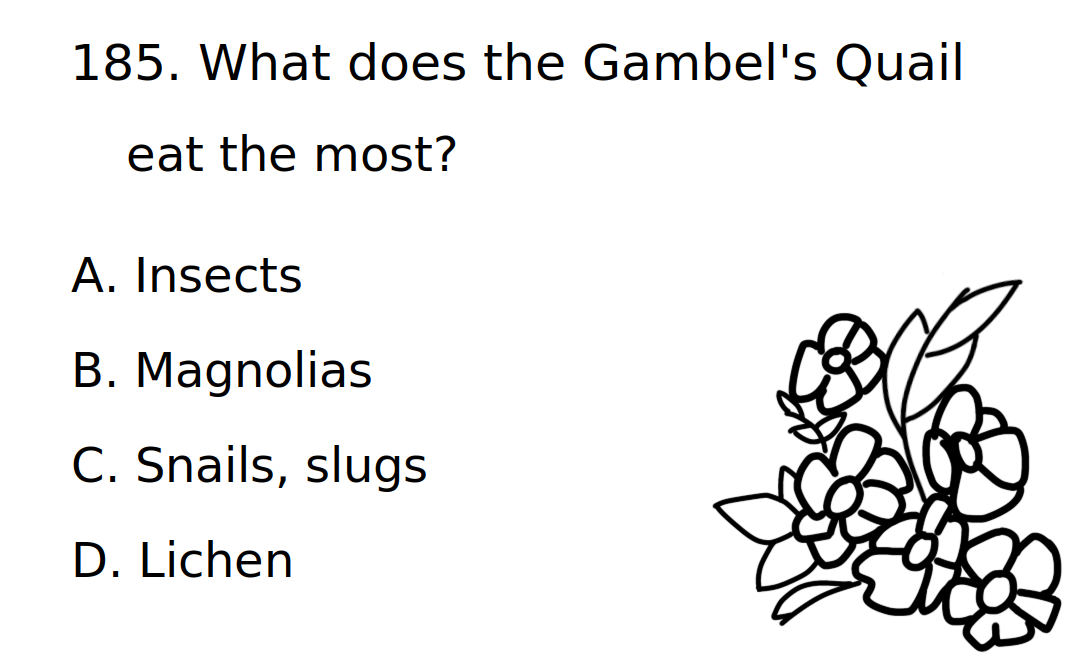 185. What does the Gambel's Quail
eat the most?
A. Insects
B. Magnolias
C. Snails, slugs
D. Lichen